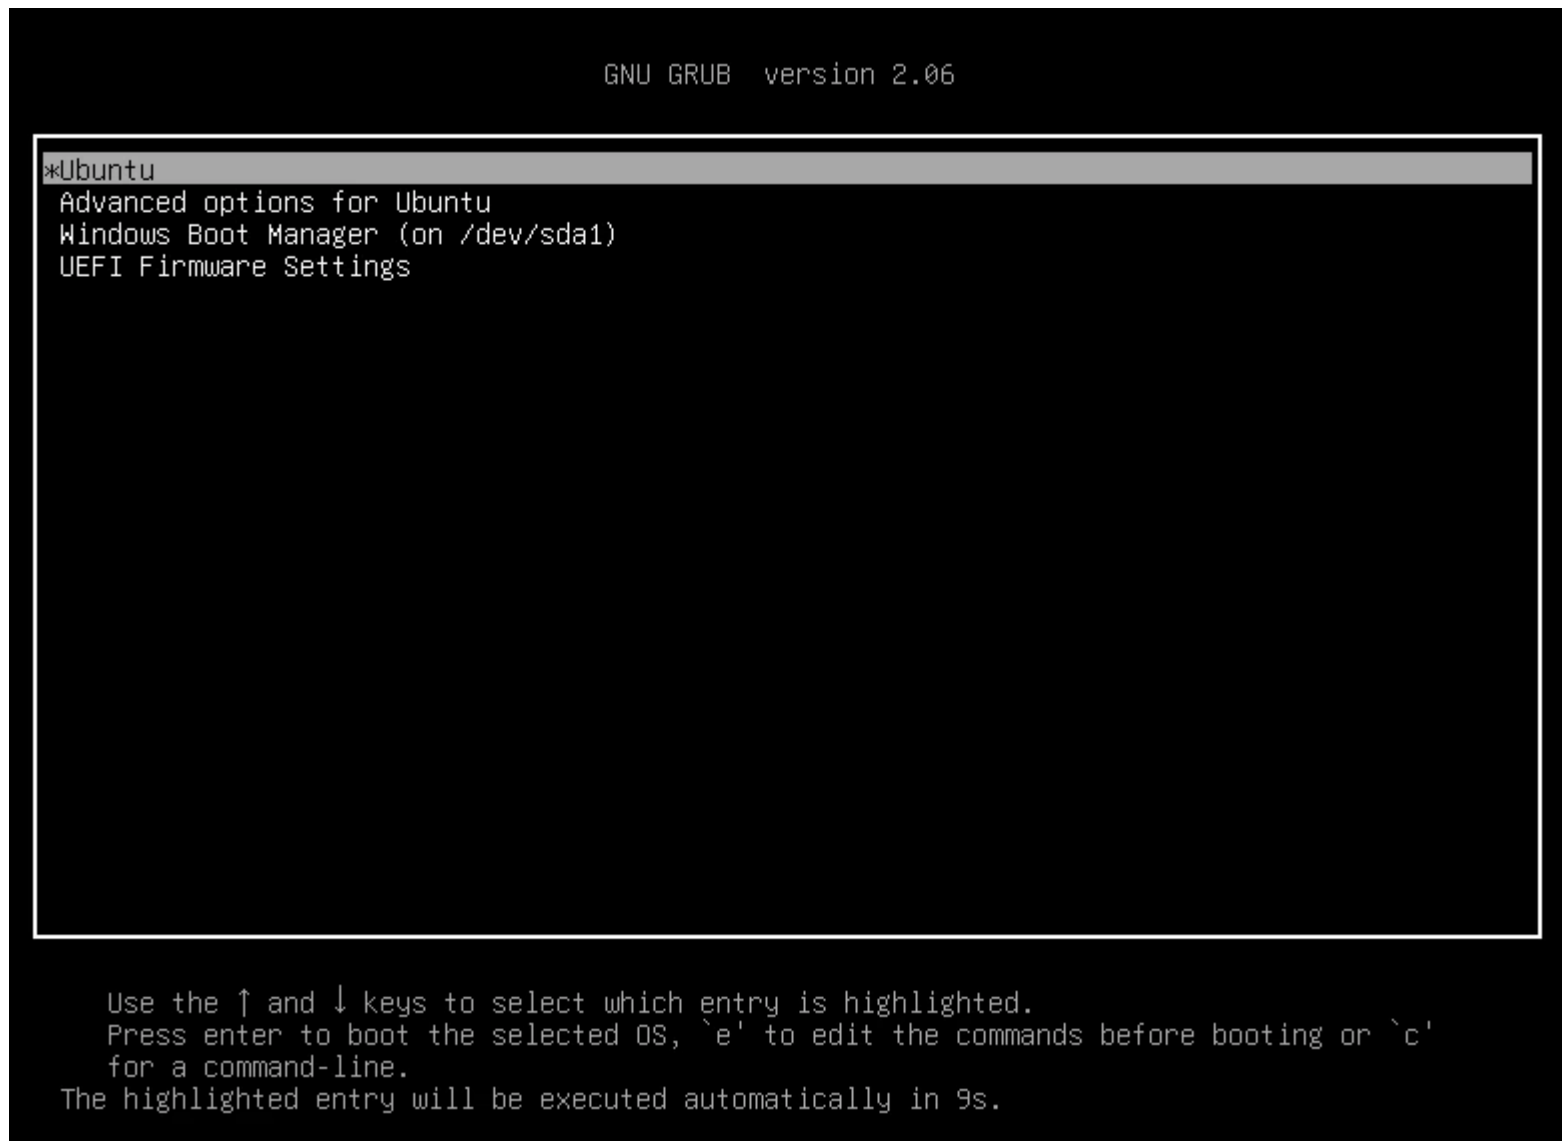 GNU GRUB  version 2.06
*Ubuntu
Advanced options for Ubuntu
Windows Boot Manager (on /dev/sda1)
UEFI Firmware Settings
Use the ↑ and ↓ keys to select which entry is highlighted.
Press enter to boot the selected OS, `e' to edit the commands before booting or `c'
for a command-line.
The highlighted entry will be executed automatically in 9s.